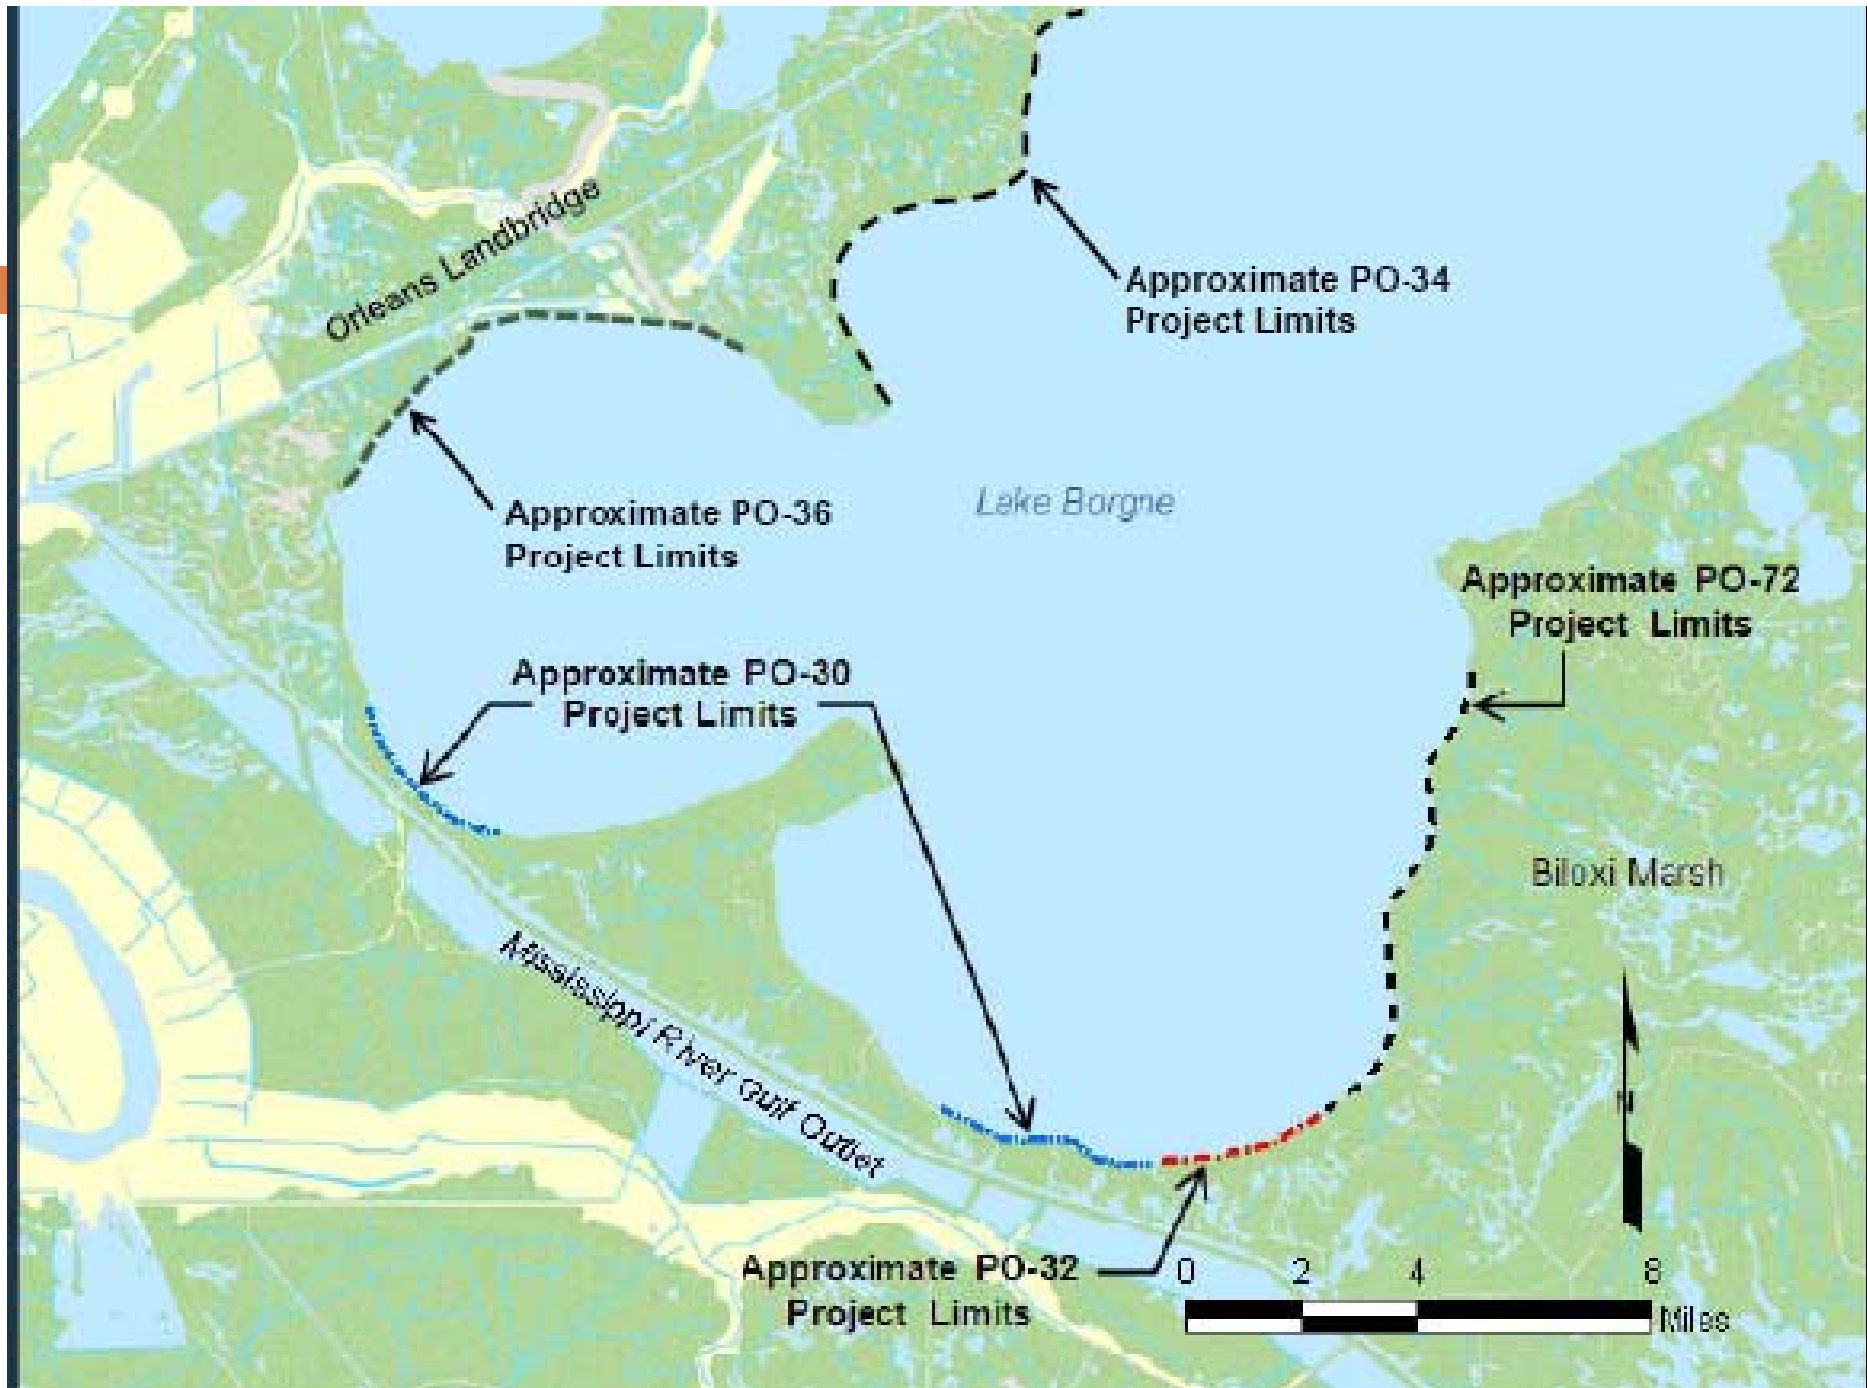 Orleans Landbridge
Approximate PO-34
Project Limits
Lake Borgne
Approximate PO-36
Project Limits
Approximate PO-72
Project Limits
Approximate PO-30
Project Limits
Biloxi Marsh
Mississippi River Gulf Outlet
Approximate PO-32
Project Limits
0 2 4 8
Miles
N